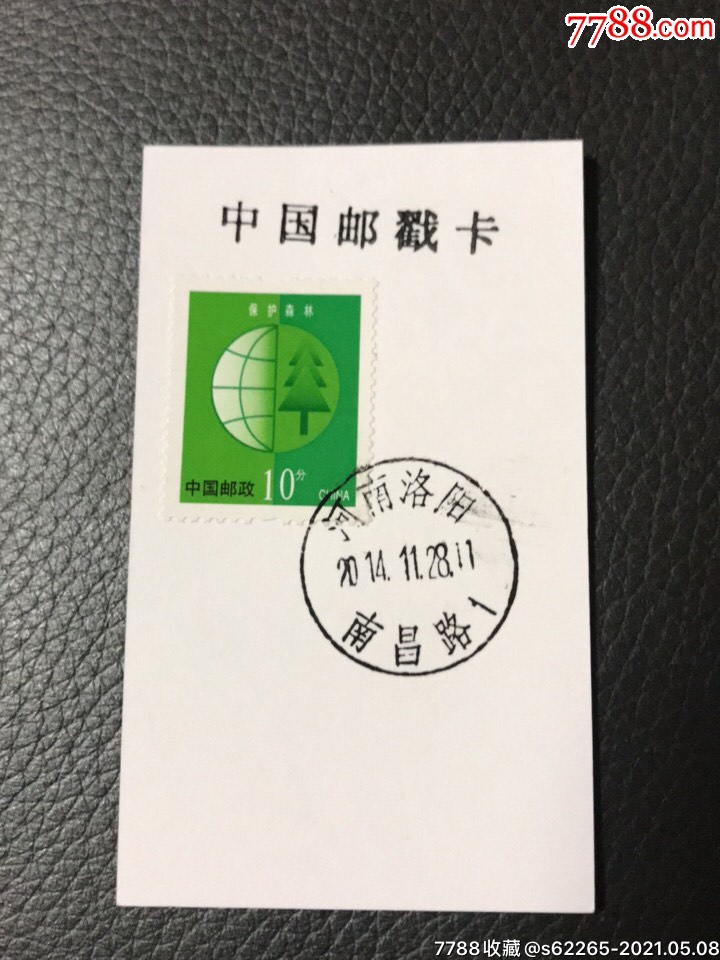 7788.com
中国邮戳卡
保护森林
中国邮政 10分 CHINA
河南洛阳
2014.11.28.11
南昌路1
7788收藏@s62265-2021.05.08